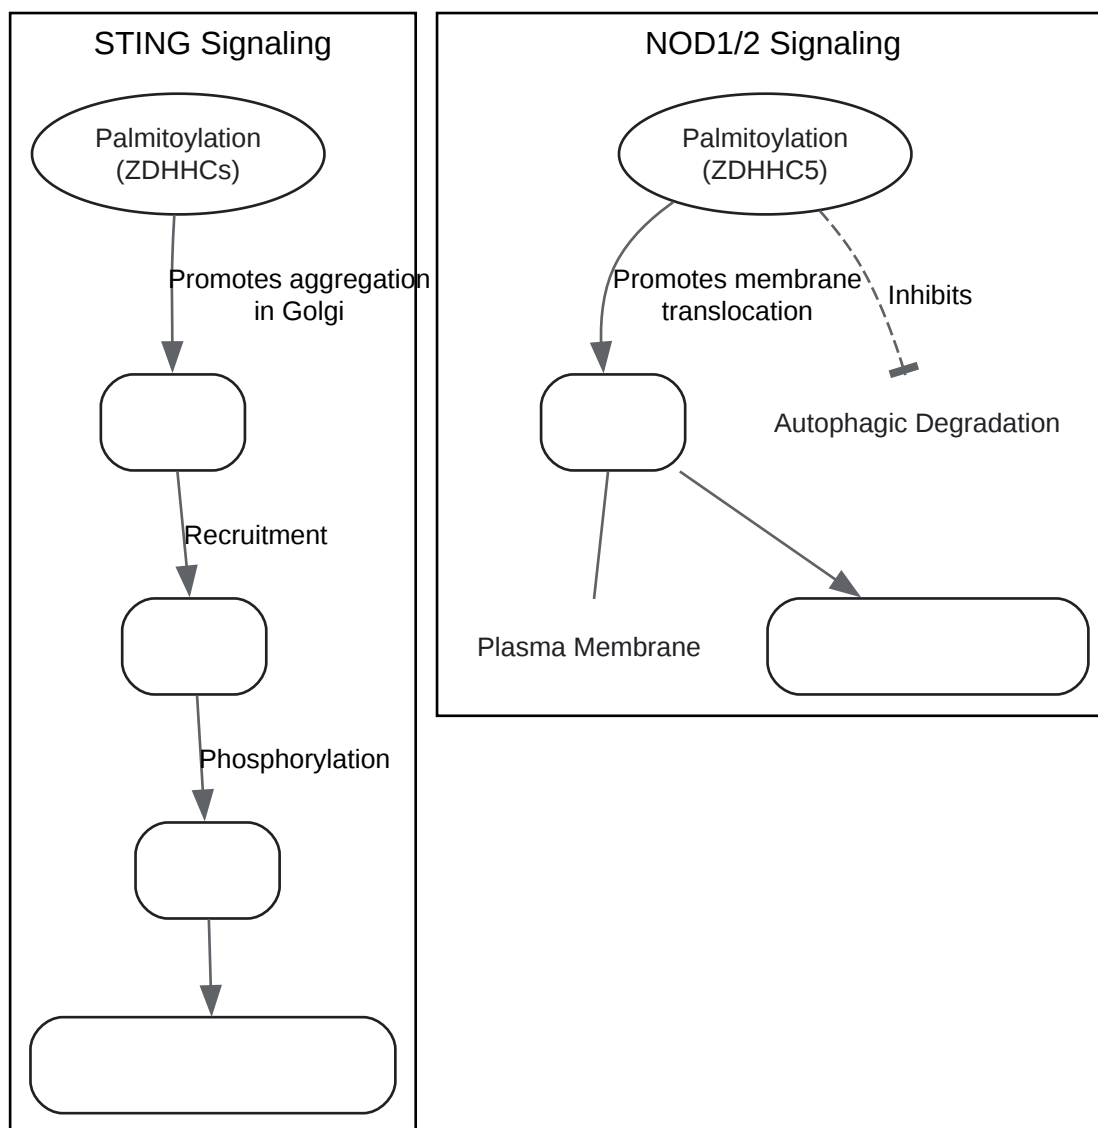 STING Signaling
Palmitoylation
(ZDHHCs)
Promotes aggregation
in Golgi
Recruitment
Phosphorylation
NOD1/2 Signaling
Palmitoylation
(ZDHHC5)
Promotes membrane
translocation
Inhibits
Autophagic Degradation
Plasma Membrane